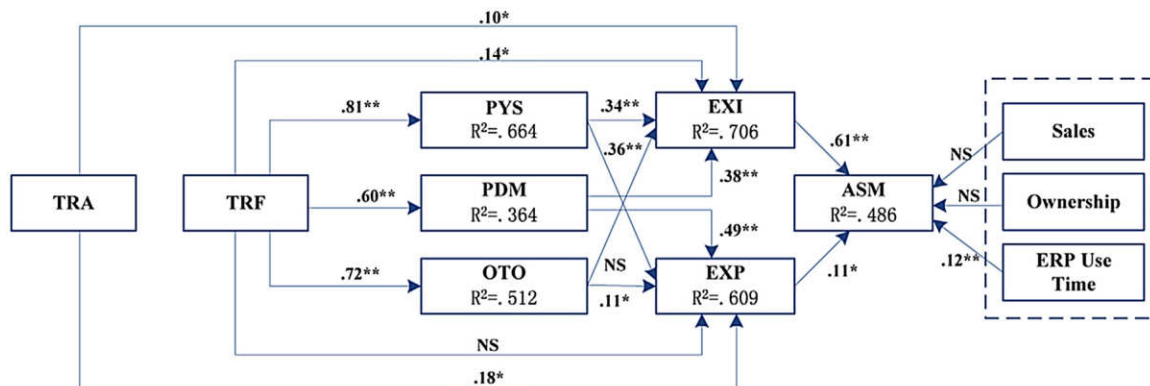 .10*
.14*
.81**
PYS
R²=.664
.34**
EXI
R²=.706
.36**
.61**
Sales
NS
TRA
TRF
.60**
PDM
R²=.364
.38**
.49**
ASM
R²=.486
NS
Ownership
.72**
OTO
R²=.512
NS
.11*
EXP
R²=.609
.11*
.12**
ERP Use
Time
NS
.18*